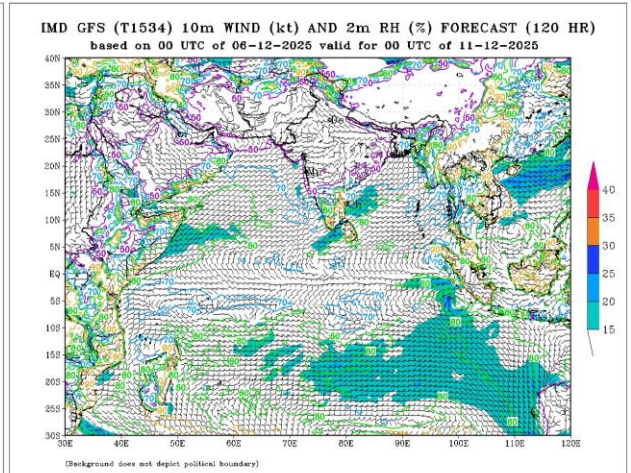 IMD GFS (T1534) 10m WIND (kt) AND 2m RH (%) FORECAST (120 HR)
based on 00 UTC of 06-12-2025 valid for 00 UTC of 11-12-2025
40N
35N
30N
25N
20N
15N
10N
5N
EQ
5S
10S
15S
20S
25S
30S
30E 40E 50E 60E 70E 80E 90E 100E 110E 120E
40
35
30
25
20
15
(Background does not depict political boundary)